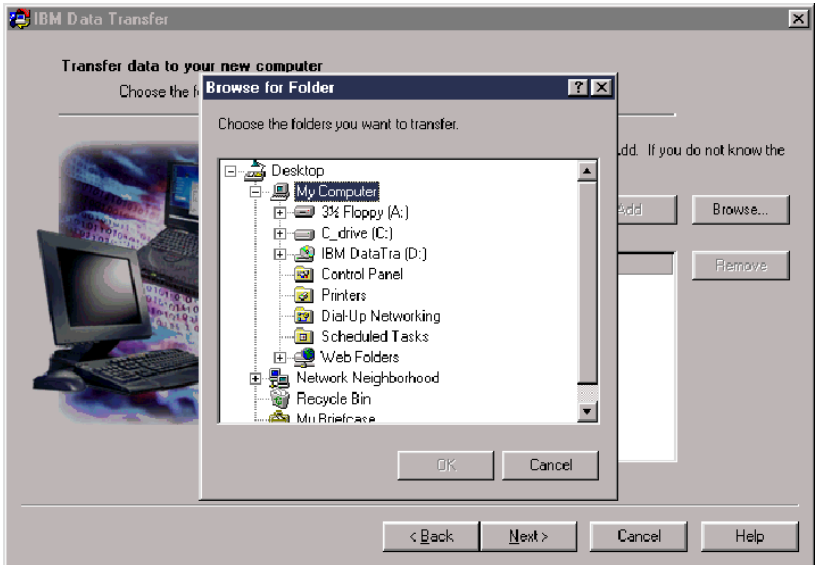 IBM Data Transfer
Transfer data to your new computer
Choose the f
Browse for Folder
Choose the folders you want to transfer.
.dd. If you do not know the
Desktop
My Computer
3½ Floppy (A:)
C_drive (C:)
IBM DataTra (D:)
Control Panel
Printers
Dial-Up Networking
Scheduled Tasks
Web Folders
Network Neighborhood
Recycle Bin
My Briefcase
Add
Browse...
Remove
OK
Cancel
< Back
Next >
Cancel
Help